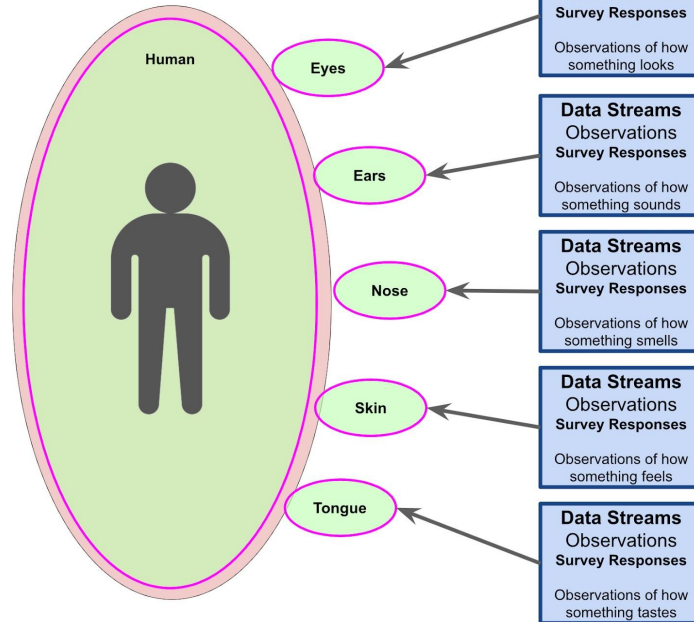 Human
Eyes
Survey Responses
Observations of how
something looks
Ears
Data Streams
Observations
Survey Responses
Observations of how
something sounds
Nose
Data Streams
Observations
Survey Responses
Observations of how
something smells
Skin
Data Streams
Observations
Survey Responses
Observations of how
something feels
Tongue
Data Streams
Observations
Survey Responses
Observations of how
something tastes